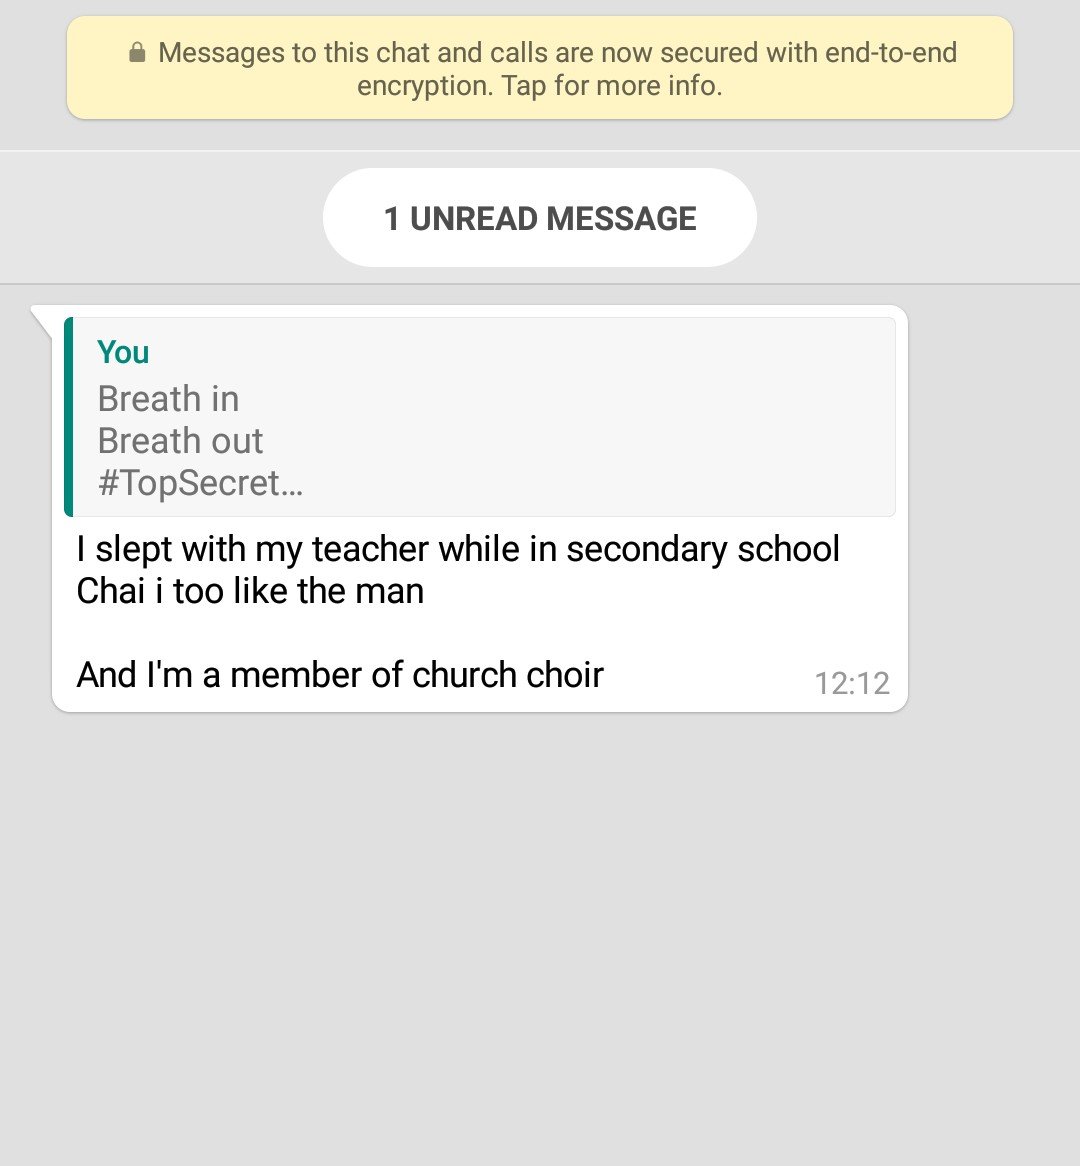 Messages to this chat and calls are now secured with end-to-end
encryption. Tap for more info.
1 UNREAD MESSAGE
You
Breath in
Breath out
#TopSecret...
I slept with my teacher while in secondary school
Chai i too like the man
And I'm a member of church choir
12:12